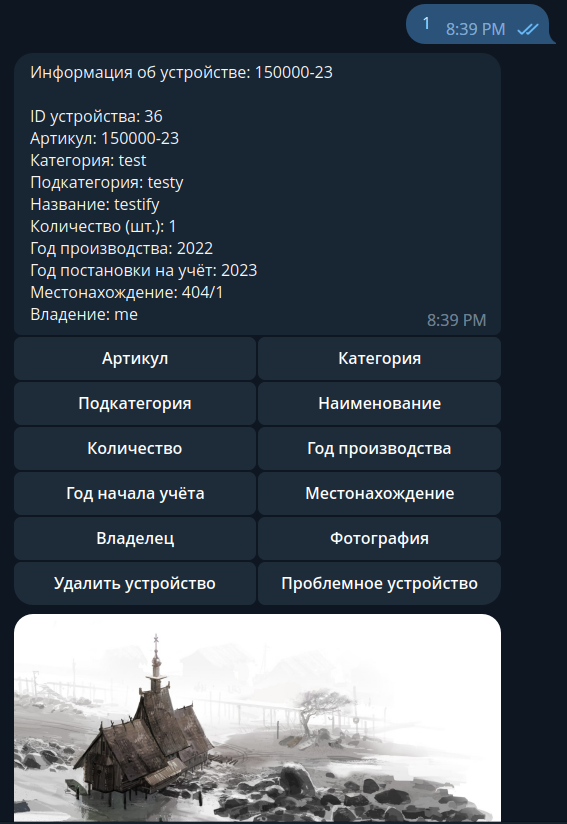 1 8:39 PM
Информация об устройстве: 150000-23
ID устройства: 36
Артикул: 150000-23
Категория: test
Подкатегория: testy
Название: testify
Количество (шт.): 1
Год производства: 2022
Год постановки на учёт: 2023
Местонахождение: 404/1
Владение: me
8:39 PM
Артикул
Категория
Подкатегория
Наименование
Количество
Год производства
Год начала учёта
Местонахождение
Владелец
Фотография
Удалить устройство
Проблемное устройство